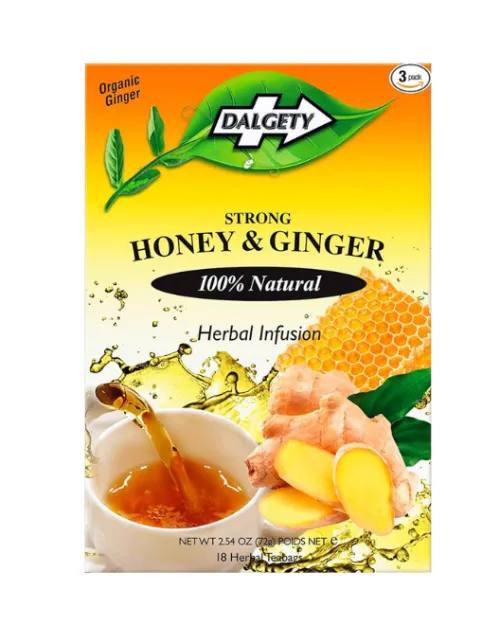 Organic
Ginger
3 pack
DALGETY
STRONG
HONEY & GINGER
100% Natural
Herbal Infusion
NET WT 2.54 OZ (72g) POIDS NET ℮
18 Herbal Teabags